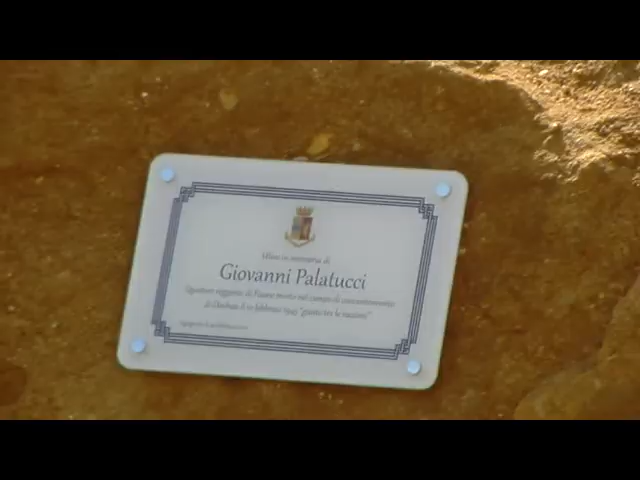 Ulivo in memoria di
Giovanni Palatucci
Questore reggente di Fiume morto nel campo di concentramento
di Dachau il 10 febbraio 1945 "giusto tra le nazioni"